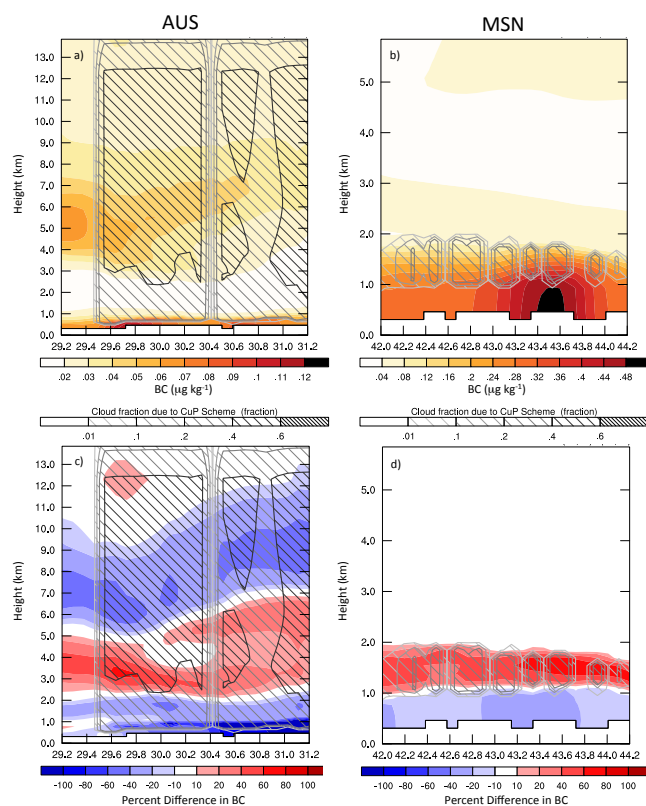 AUS MSN
a) b)
Height (km) Height (km)
13.0
12.0
11.0
10.0
9.0
8.0
7.0
6.0
5.0
4.0
3.0
2.0
1.0
0.0
5.0
4.0
3.0
2.0
1.0
0.0
29.2 29.4 29.6 29.8 30.0 30.2 30.4 30.6 30.8 31.0 31.2
42.0 42.2 42.4 42.6 42.8 43.0 43.2 43.4 43.6 43.8 44.0 44.2
.02 .03 .04 .05 .06 .07 .08 .09 .1 .11 .12
.04 .08 .12 .16 .2 .24 .28 .32 .36 .4 .44 .48
BC (μg kg⁻¹) BC (μg kg⁻¹)
Cloud fraction due to CuP Scheme (fraction) Cloud fraction due to CuP Scheme (fraction)
.01 .1 .2 .4 .6 .01 .1 .2 .4 .6
c) d)
Height (km) Height (km)
13.0
12.0
11.0
10.0
9.0
8.0
7.0
6.0
5.0
4.0
3.0
2.0
1.0
0.0
5.0
4.0
3.0
2.0
1.0
0.0
29.2 29.4 29.6 29.8 30.0 30.2 30.4 30.6 30.8 31.0 31.2
42.0 42.2 42.4 42.6 42.8 43.0 43.2 43.4 43.6 43.8 44.0 44.2
-100 -80 -60 -40 -20 -10 10 20 40 60 80 100
-100 -80 -60 -40 -20 -10 10 20 40 60 80 100
Percent Difference in BC Percent Difference in BC